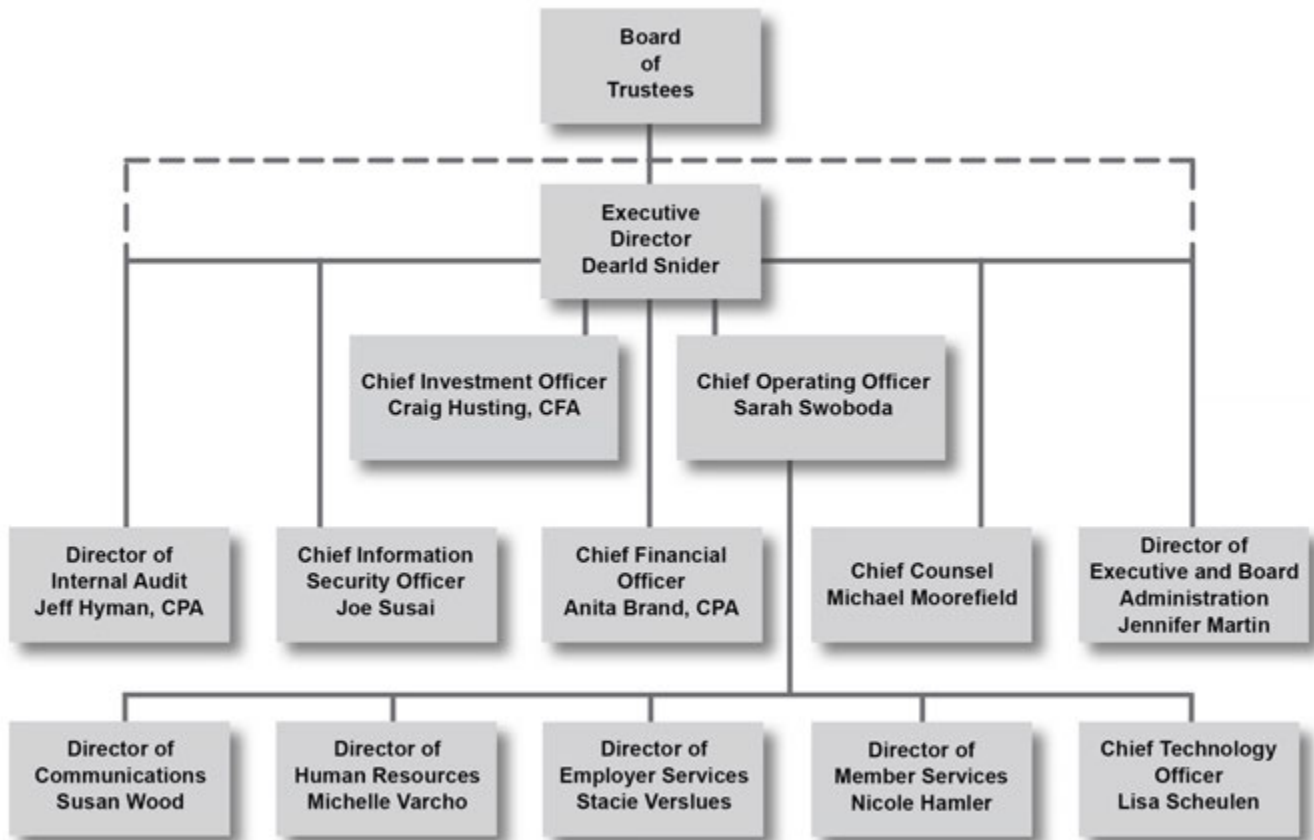 Board
of
Trustees
Executive
Director
Dearld Snider
Chief Investment Officer
Craig Husting, CFA
Chief Operating Officer
Sarah Swoboda
Director of
Internal Audit
Jeff Hyman, CPA
Chief Information
Security Officer
Joe Susai
Chief Financial
Officer
Anita Brand, CPA
Chief Counsel
Michael Moorefield
Director of
Executive and Board
Administration
Jennifer Martin
Director of
Communications
Susan Wood
Director of
Human Resources
Michelle Varcho
Director of
Employer Services
Stacie Verslues
Director of
Member Services
Nicole Hamler
Chief Technology
Officer
Lisa Scheulen